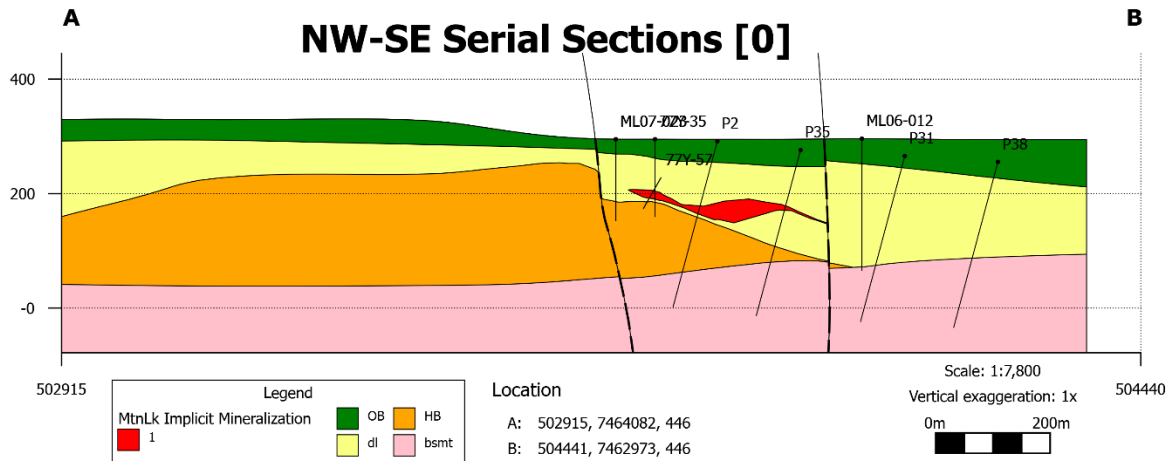 A
B
NW-SE Serial Sections [0]
400
200
-0
P2
P35
ML06-012
P31
P38
77Y-57
502915
504440
Legend
MtnLk Implicit Mineralization
1
OB
HB
dl
bsmt
Location
A: 502915, 7464082, 446
B: 504441, 7462973, 446
Scale: 1:7,800
Vertical exaggeration: 1x
0m
200m